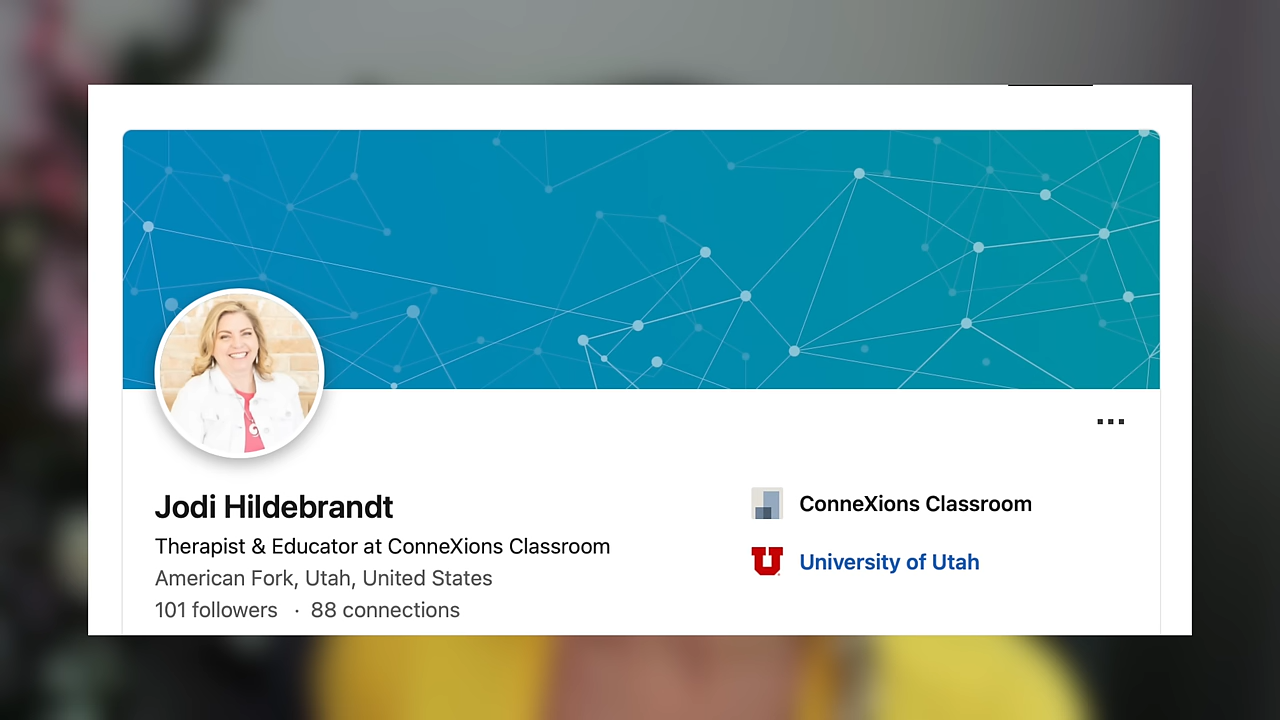 Jodi Hildebrandt
Therapist & Educator at ConneXions Classroom
American Fork, Utah, United States
101 followers · 88 connections
ConneXions Classroom
University of Utah